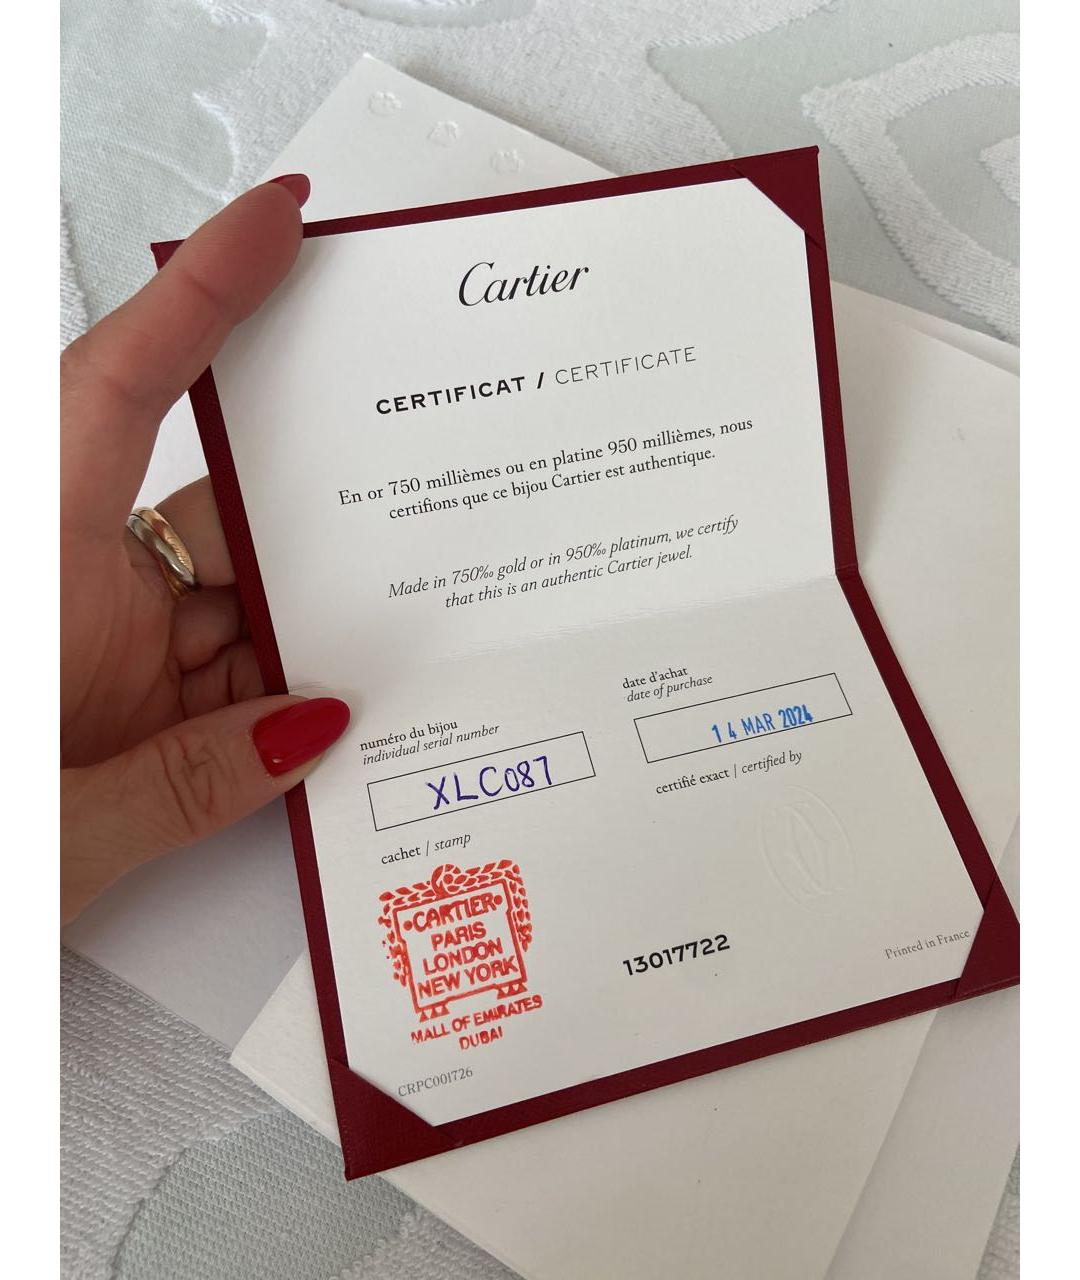 Cartier
CERTIFICAT / CERTIFICATE
En or 750 millièmes ou en platine 950 millièmes, nous
certifions que ce bijou Cartier est authentique.
Made in 750‰ gold or in 950‰ platinum, we certify
that this is an authentic Cartier jewel.
numéro du bijou
individual serial number
XLC087
date d'achat
date of purchase
14 MAR 2024
certifié exact | certified by
cachet | stamp
CARTIER
PARIS
LONDON
NEW YORK
MALL OF EMIRATES
DUBAI
13017722
Printed in France
CRPC001726